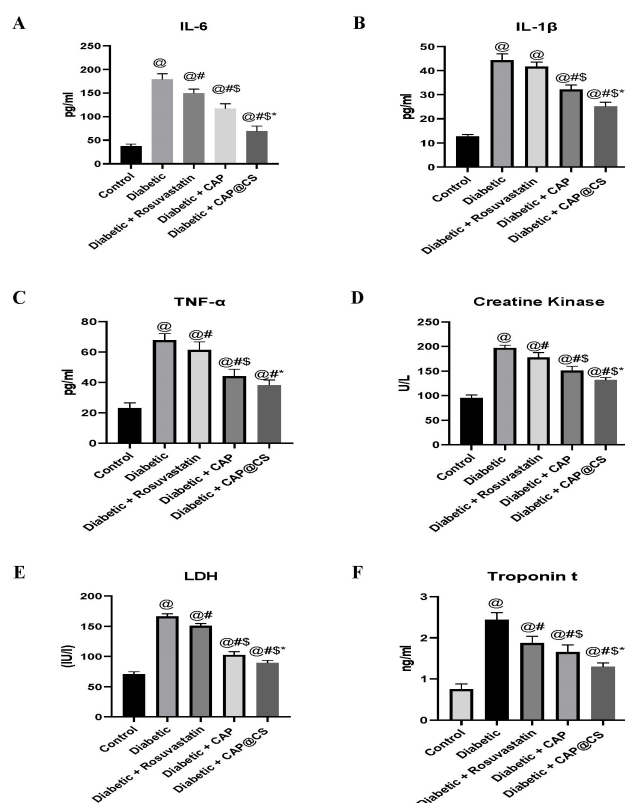 A
IL-6
pg/ml
200
150
100
50
0
@
@#
@#$
@#$*
Control
Diabetic
Diabetic + Rosuvastatin
Diabetic + CAP
Diabetic + CAP@CS
B
IL-1β
pg/ml
50
40
30
20
10
0
@
@
@#$
@#$*
Control
Diabetic
Diabetic + Rosuvastatin
Diabetic + CAP
Diabetic + CAP@CS
C
TNF-α
pg/ml
80
60
40
20
0
@
@#
@#$
@#*
Control
Diabetic
Diabetic + Rosuvastatin
Diabetic + CAP
Diabetic + CAP@CS
D
Creatine Kinase
U/L
250
200
150
100
50
0
@
@#
@#$
@#$*
Control
Diabetic
Diabetic + Rosuvastatin
Diabetic + CAP
Diabetic + CAP@CS
E
LDH
(IU/l)
200
150
100
50
0
@
@#
@#$
@#$*
Control
Diabetic
Diabetic + Rosuvastatin
Diabetic + CAP
Diabetic + CAP@CS
F
Troponin t
ng/ml
3
2
1
0
@
@#
@#$
@#$*
Control
Diabetic
Diabetic + Rosuvastatin
Diabetic + CAP
Diabetic + CAP@CS